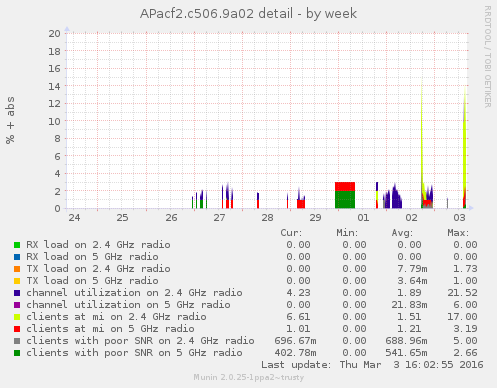 APacf2.c506.9a02 detail - by week
RRDTOOL / TOBI OETIKER
% + abs
20
18
16
14
12
10
8
6
4
2
0
24 25 26 27 28 29 01 02 03
Cur: Min: Avg: Max:
RX load on 2.4 GHz radio 0.00 0.00 0.00 0.00
RX load on 5 GHz radio 0.00 0.00 0.00 0.00
TX load on 2.4 GHz radio 0.00 0.00 7.79m 1.73
TX load on 5 GHz radio 0.00 0.00 3.64m 1.00
channel utilization on 2.4 GHz radio 4.23 0.00 1.89 21.52
channel utilization on 5 GHz radio 0.00 0.00 21.83m 6.00
clients at mi on 2.4 GHz radio 6.61 0.00 1.51 17.00
clients at mi on 5 GHz radio 1.01 0.00 1.21 3.19
clients with poor SNR on 2.4 GHz radio 696.67m 0.00 688.96m 5.00
clients with poor SNR on 5 GHz radio 402.78m 0.00 541.65m 2.66
Last update: Thu Mar 3 16:02:55 2016
Munin 2.0.25-1ppa2~trusty